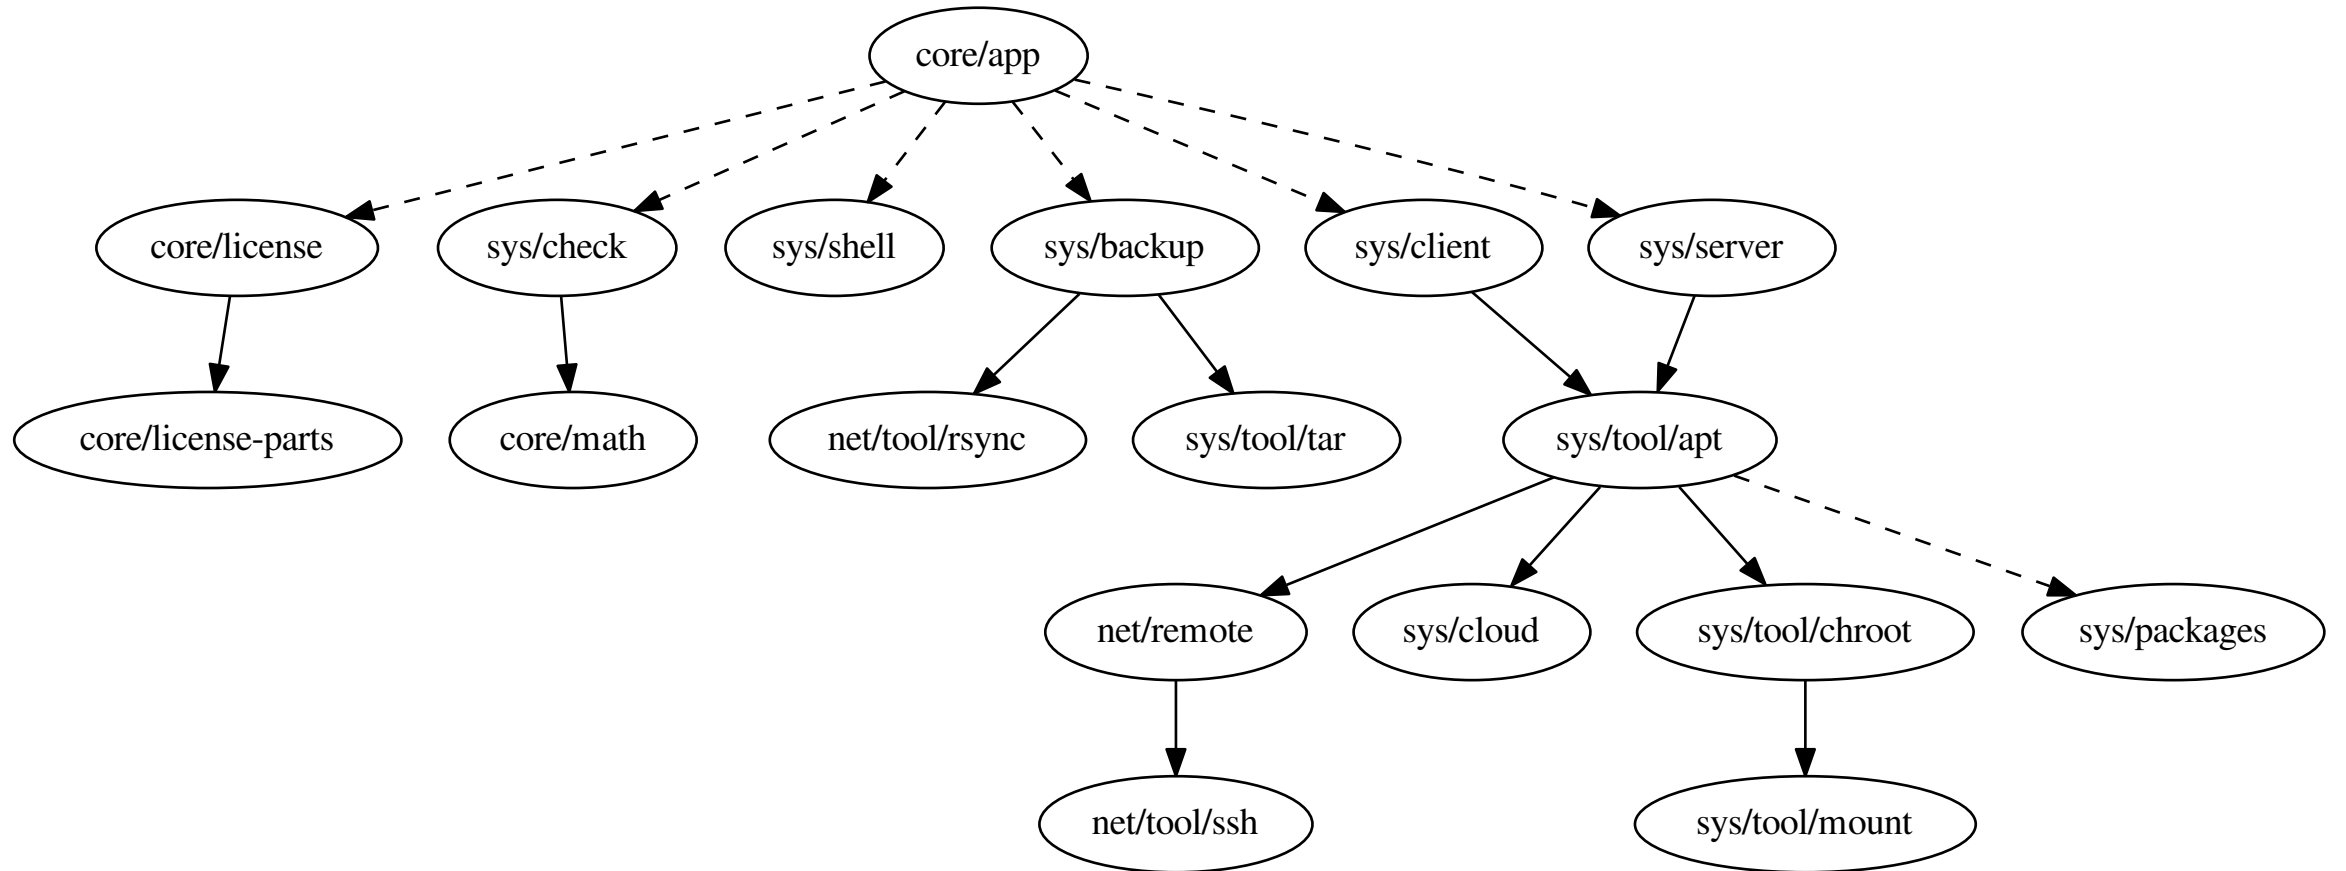 core/app
core/license
sys/check
sys/shell
sys/backup
sys/client
sys/server
core/license-parts
core/math
net/tool/rsync
sys/tool/tar
sys/tool/apt
net/remote
sys/cloud
sys/tool/chroot
sys/packages
net/tool/ssh
sys/tool/mount